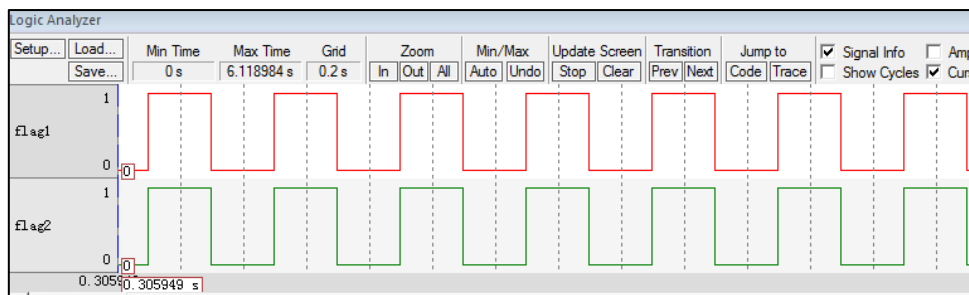 Logic Analyzer
Setup... Load... Min Time Max Time Grid Zoom Min/Max Update Screen Transition Jump to Signal Info
Save... 0 s 6.118984 s 0.2 s In Out All Auto Undo Stop Clear Prev Next Code Trace Show Cycles
1
flag1
0 0
1
flag2
0 0
0.305949 s